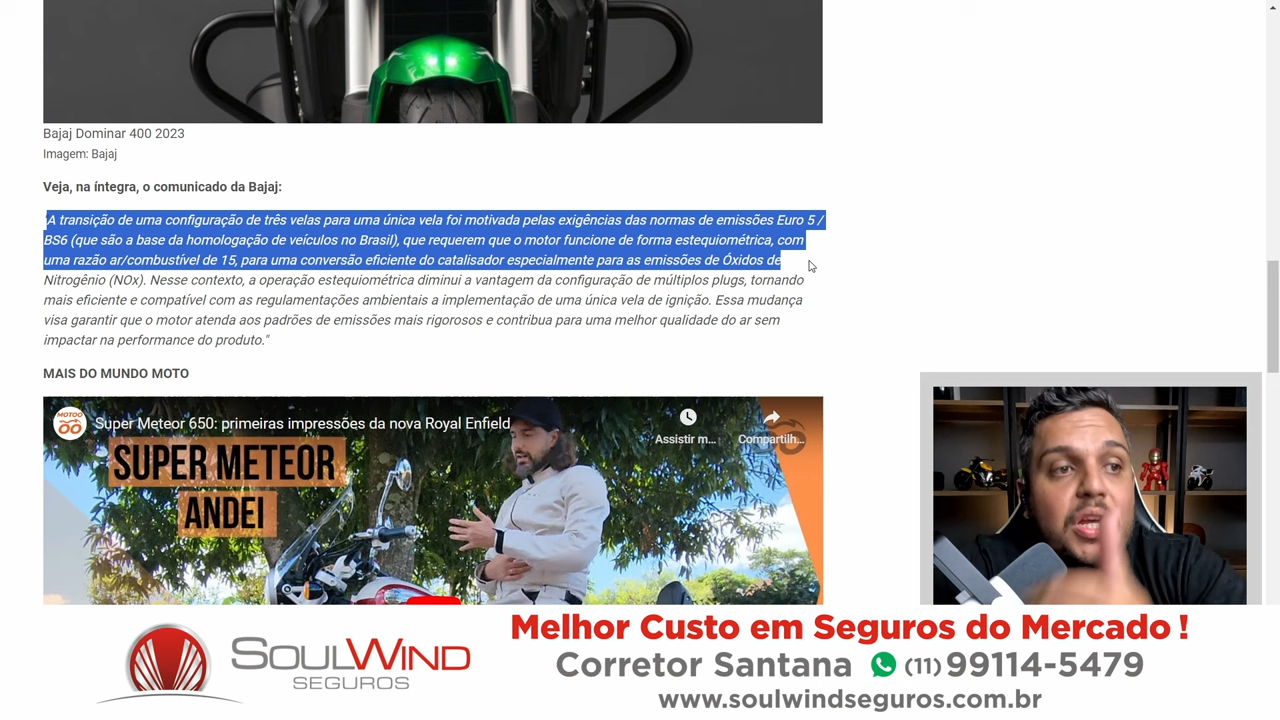 Bajaj Dominar 400 2023
Imagem: Bajaj
Veja, na íntegra, o comunicado da Bajaj:
"A transição de uma configuração de três velas para uma única vela foi motivada pelas exigências das normas de emissões Euro 5 /
BS6 (que são a base da homologação de veículos no Brasil), que requerem que o motor funcione de forma estequiométrica, com
uma razão ar/combustível de 15, para uma conversão eficiente do catalisador especialmente para as emissões de Óxidos de
Nitrogênio (NOx). Nesse contexto, a operação estequiométrica diminui a vantagem da configuração de múltiplos plugs, tornando
mais eficiente e compatível com as regulamentações ambientais a implementação de uma única vela de ignição. Essa mudança
visa garantir que o motor atenda aos padrões de emissões mais rigorosos e contribua para uma melhor qualidade do ar sem
impactar na performance do produto."
MAIS DO MUNDO MOTO
MOTOO
Super Meteor 650: primeiras impressões da nova Royal Enfield
Assistir m...
Compartilh...
SUPER METEOR
ANDEI
SOULWIND
SEGUROS
Melhor Custo em Seguros do Mercado !
Corretor Santana (11) 99114-5479
www.soulwindseguros.com.br